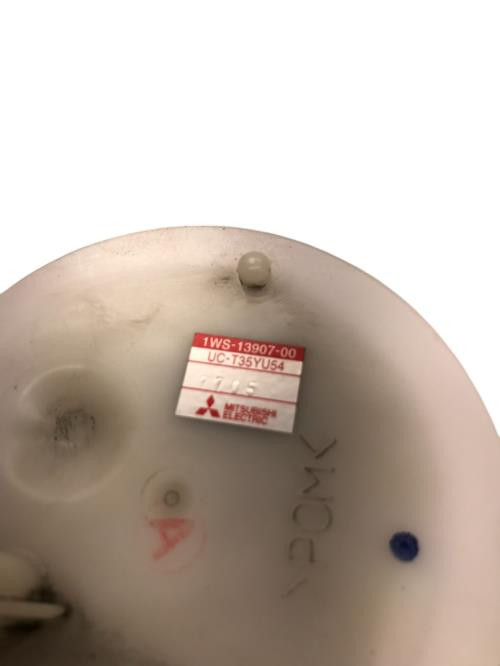 1WS-13907-00
UC-T35YU54
MITSUBISHI
ELECTRIC
>POM<
A